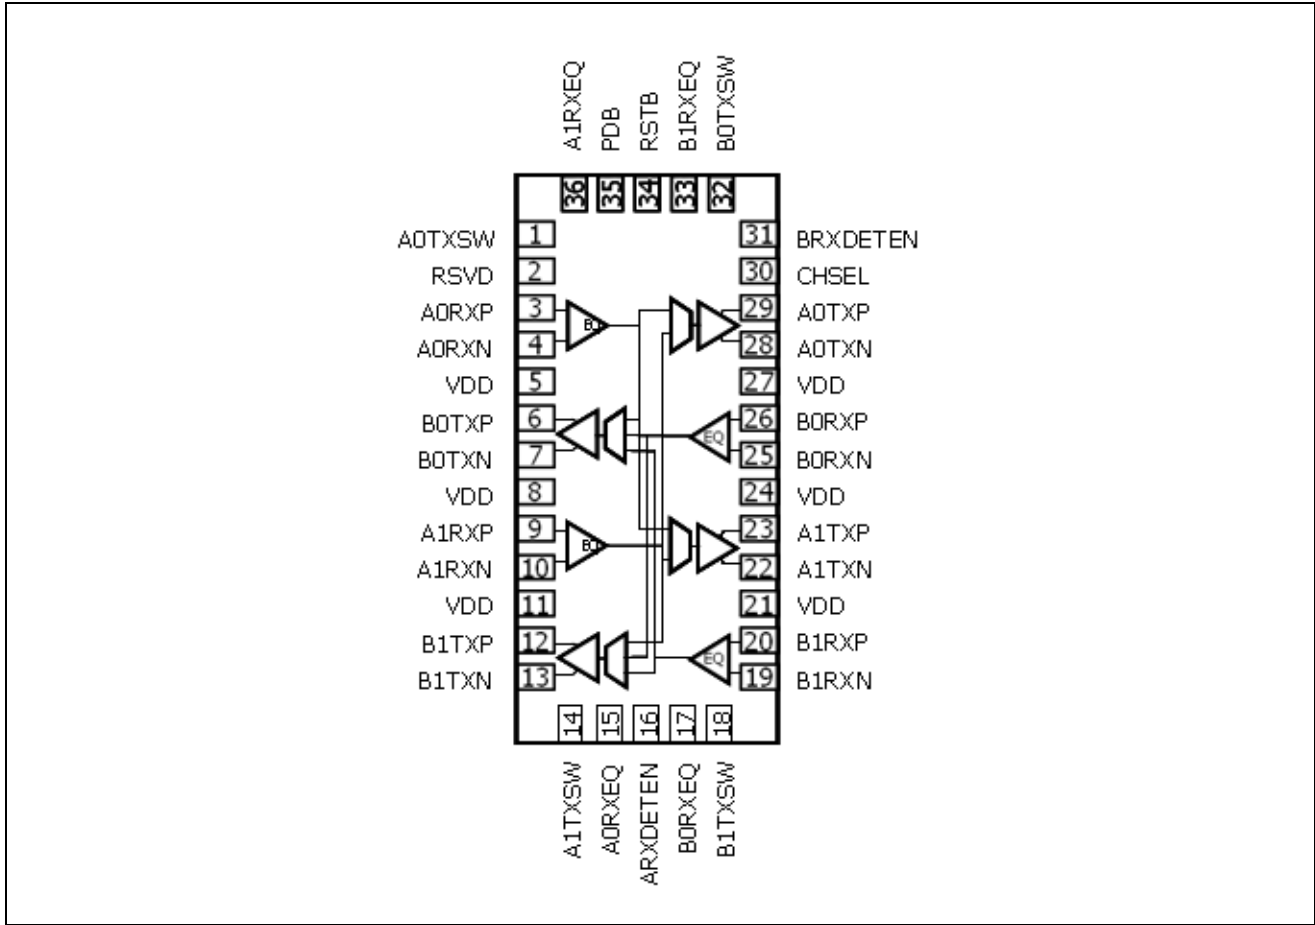 A1RXEQ
PDB
RSTB
B1RXEQ
B0TXSW
36 35 34 33 32
A0TXSW 1 31 BRXDETEN
RSVD 2 30 CHSEL
A0RXP 3 29 A0TXP
A0RXN 4 28 A0TXN
VDD 5 27 VDD
B0TXP 6 26 B0RXP
EQ
B0TXN 7 25 B0RXN
VDD 8 24 VDD
A1RXP 9 23 A1TXP
A1RXN 10 22 A1TXN
VDD 11 21 VDD
B1TXP 12 20 B1RXP
EQ
B1TXN 13 19 B1RXN
14 15 16 17 18
A1TXSW
A0RXEQ
ARXDETEN
B0RXEQ
B1TXSW